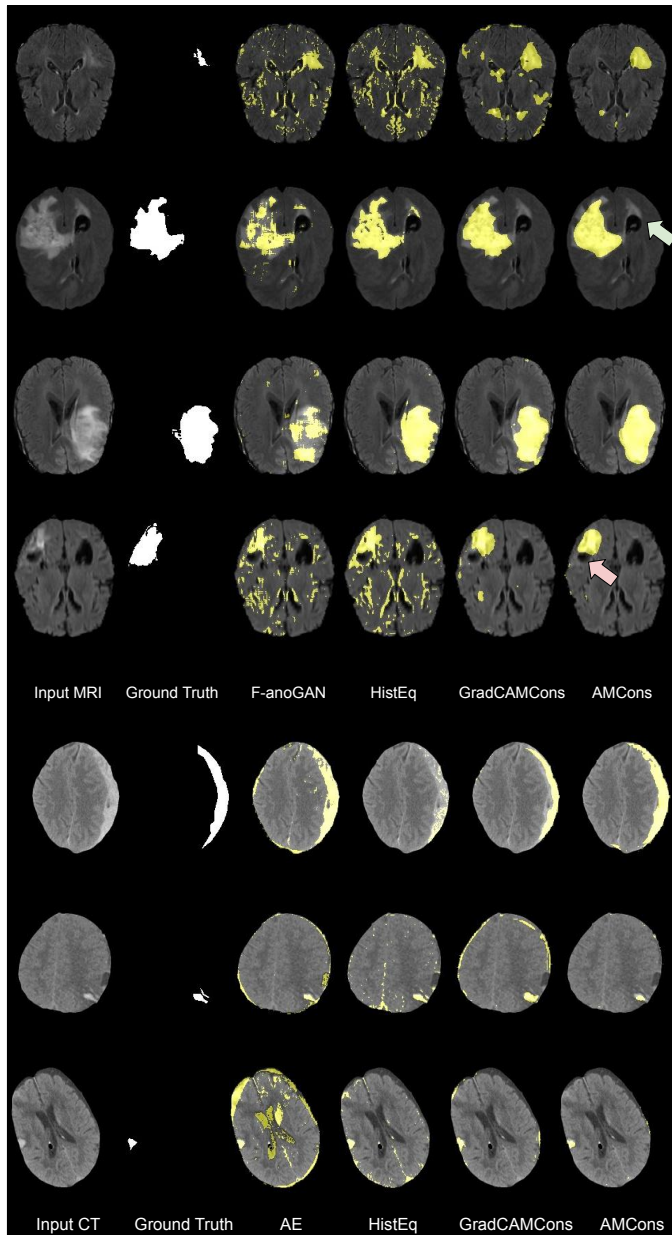 Input MRI Ground Truth F-anoGAN HistEq GradCAMCons AMCons
Input CT Ground Truth AE HistEq GradCAMCons AMCons